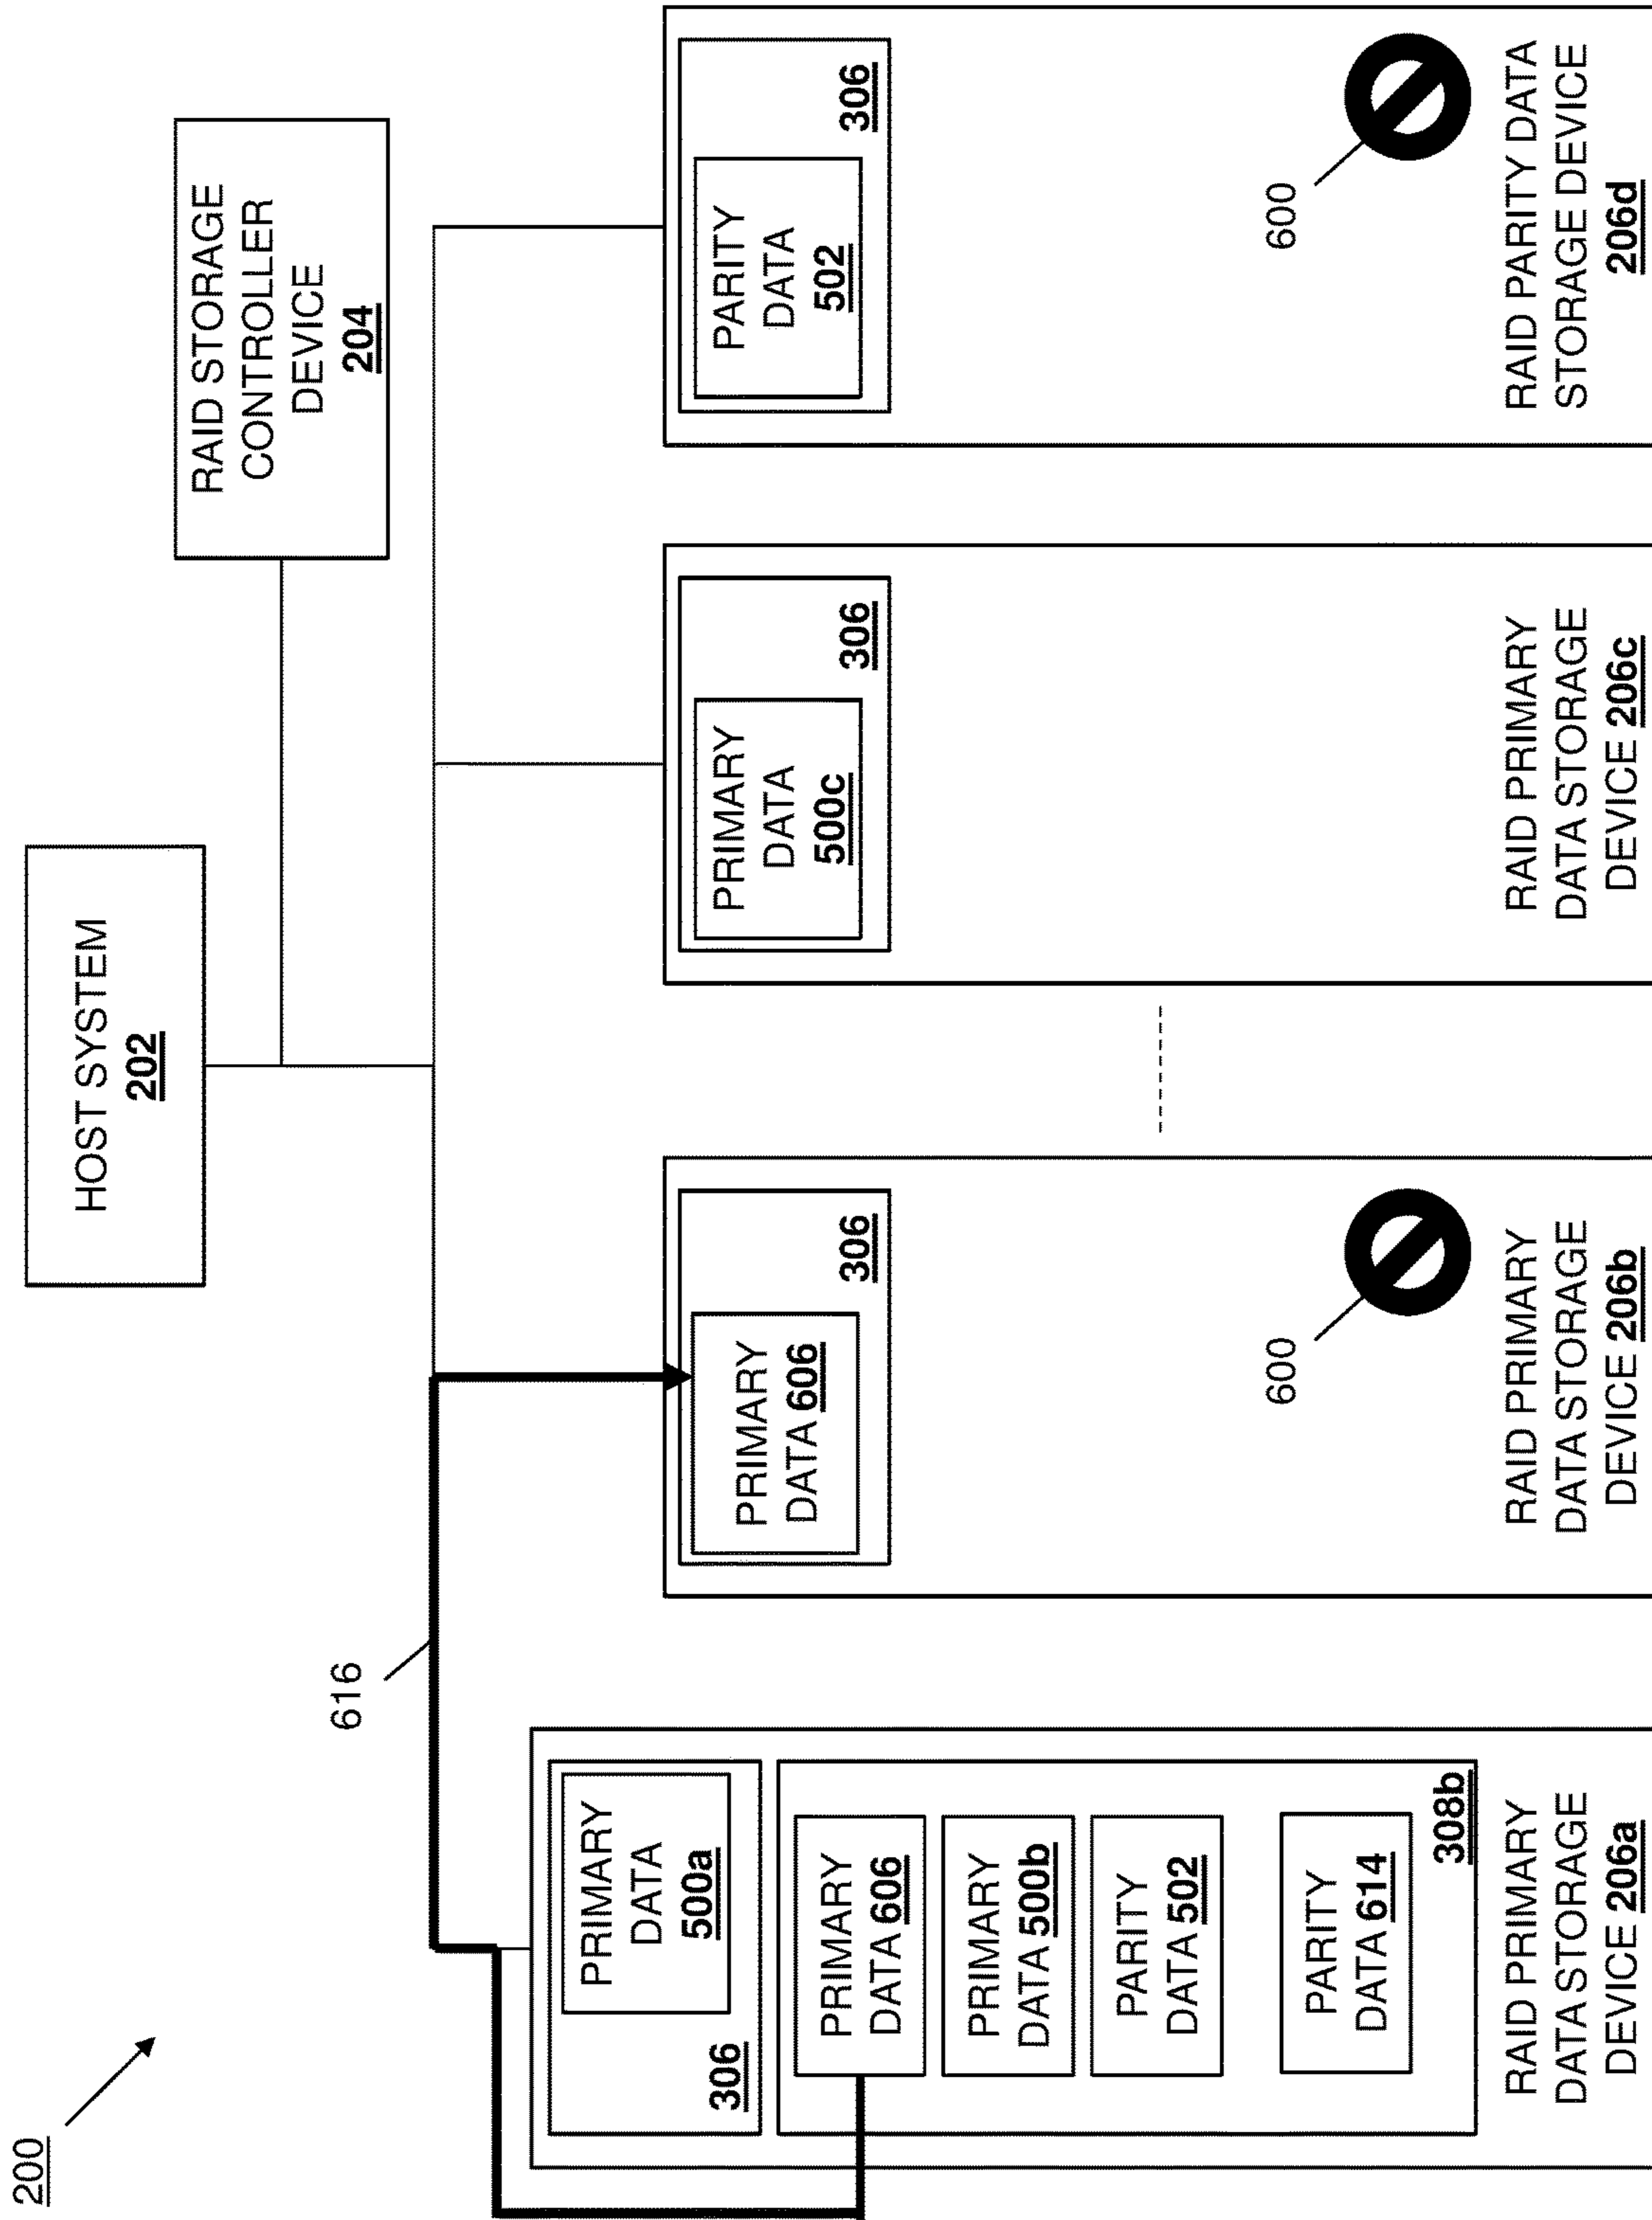 200
HOST SYSTEM
202
RAID STORAGE
CONTROLLER
DEVICE
204
616
PRIMARY
DATA
500a
306
PRIMARY
DATA 606
PRIMARY
DATA 500b
PARITY
DATA 502
PARITY
DATA 614
308b
RAID PRIMARY
DATA STORAGE
DEVICE 206a
PRIMARY
DATA 606
306
600
RAID PRIMARY
DATA STORAGE
DEVICE 206b
PRIMARY
DATA
500c
306
RAID PRIMARY
DATA STORAGE
DEVICE 206c
PARITY
DATA
502
306
600
RAID PARITY DATA
STORAGE DEVICE
206d